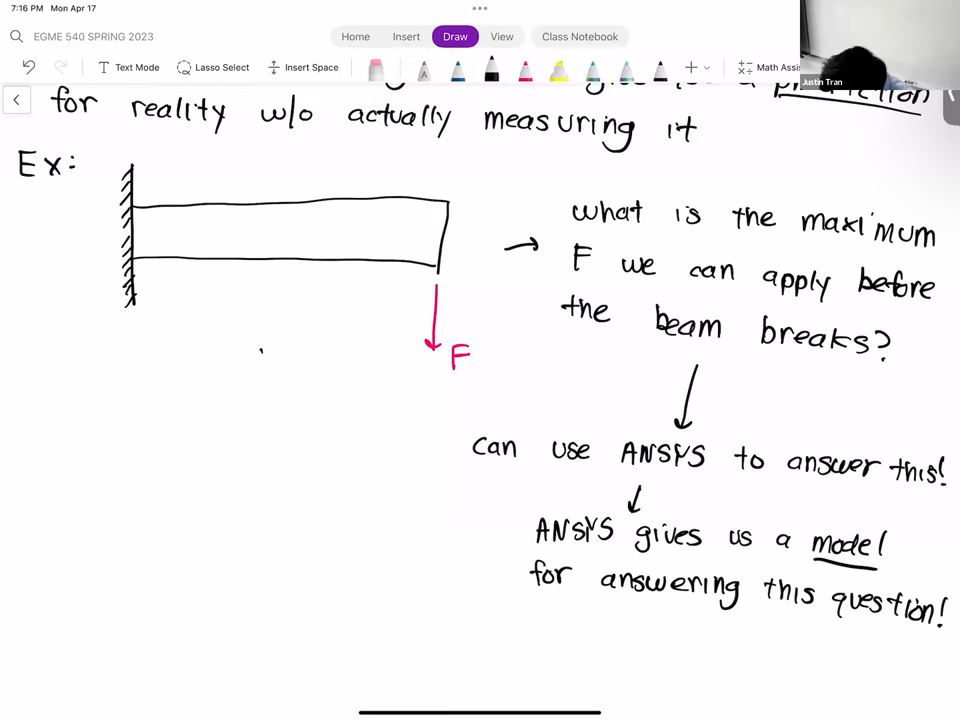 7:16 PM Mon Apr 17
EGME 540 SPRING 2023
Home Insert Draw View Class Notebook
Text Mode Lasso Select Insert Space Math Assis
Justin Tran
for reality w/o actually measuring it
Ex:
What is the maximum
F we can apply before
the beam breaks?
F
can use ANSYS to answer this!
ANSYS gives us a model
for answering this question!